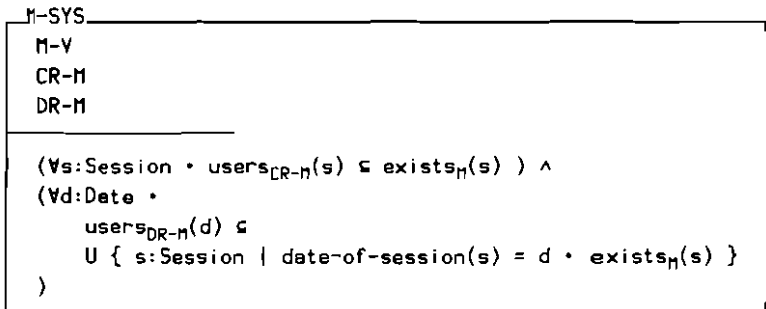 M-SYS
M-V
CR-M
DR-M
(∀s:Session • users_CR-M(s) ⊆ exists_M(s) ) ∧
(∀d:Date •
users_DR-M(d) ⊆
U { s:Session | date-of-session(s) = d • exists_M(s) }
)